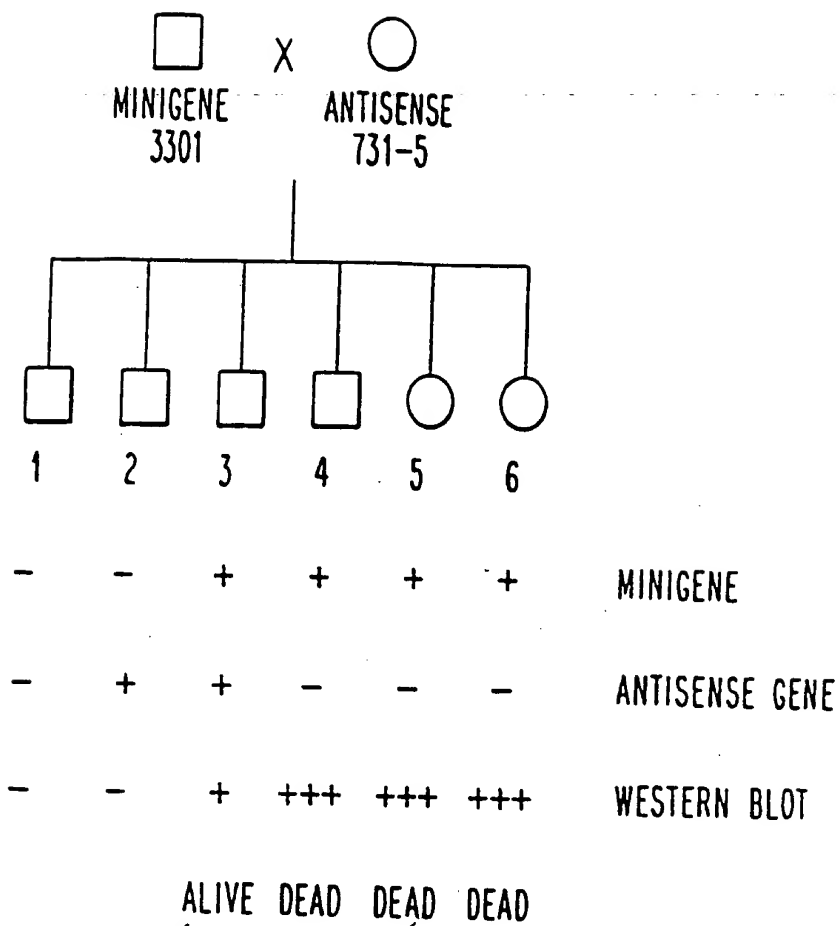 X
MINIGENE ANTISENSE
3301 731-5
1 2 3 4 5 6
- - + + + + MINIGENE
- + + - - - ANTISENSE GENE
- - + +++ +++ +++ WESTERN BLOT
ALIVE DEAD DEAD DEAD